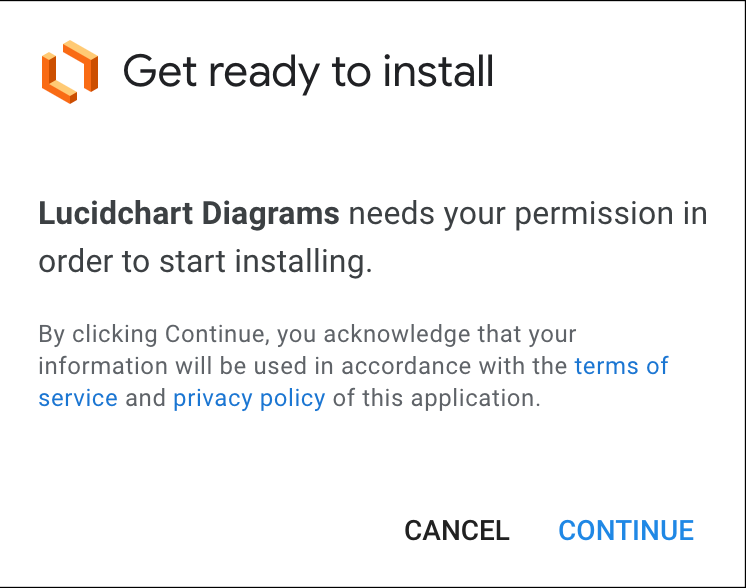 Get ready to install
Lucidchart Diagrams needs your permission in
order to start installing.
By clicking Continue, you acknowledge that your
information will be used in accordance with the terms of
service and privacy policy of this application.
CANCEL CONTINUE